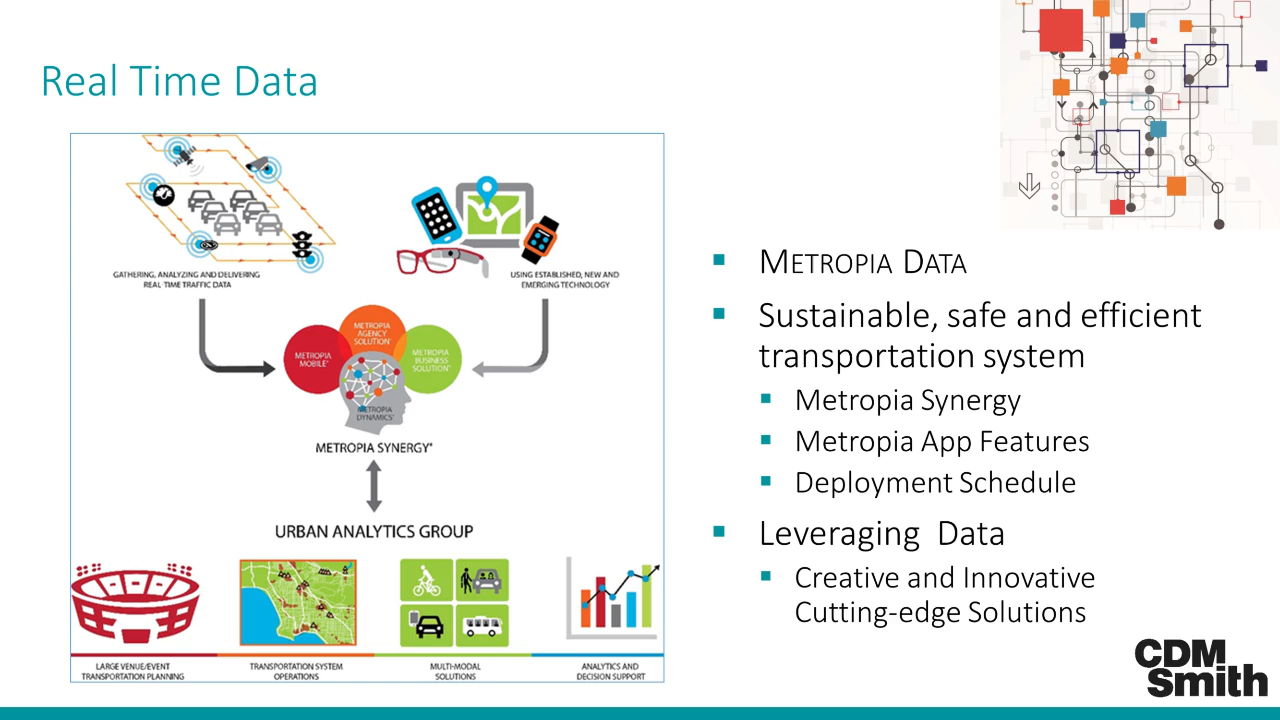 Real Time Data
GATHERING, ANALYZING AND DELIVERING
REAL-TIME TRAFFIC DATA
USING ESTABLISHED, NEW AND
EMERGING TECHNOLOGY
METROPIA
AGENCY
SOLUTION
METROPIA
MOBILE
METROPIA
BUSINESS
SOLUTION
METROPIA
DYNAMICS
METROPIA SYNERGY
URBAN ANALYTICS GROUP
LARGE VENUE/EVENT
TRANSPORTATION PLANNING
TRANSPORTATION SYSTEM
OPERATIONS
MULTI-MODAL
SOLUTIONS
ANALYTICS AND
DECISION SUPPORT
METROPIA DATA
Sustainable, safe and efficient
transportation system
Metropia Synergy
Metropia App Features
Deployment Schedule
Leveraging Data
Creative and Innovative
Cutting-edge Solutions
CDM
Smith